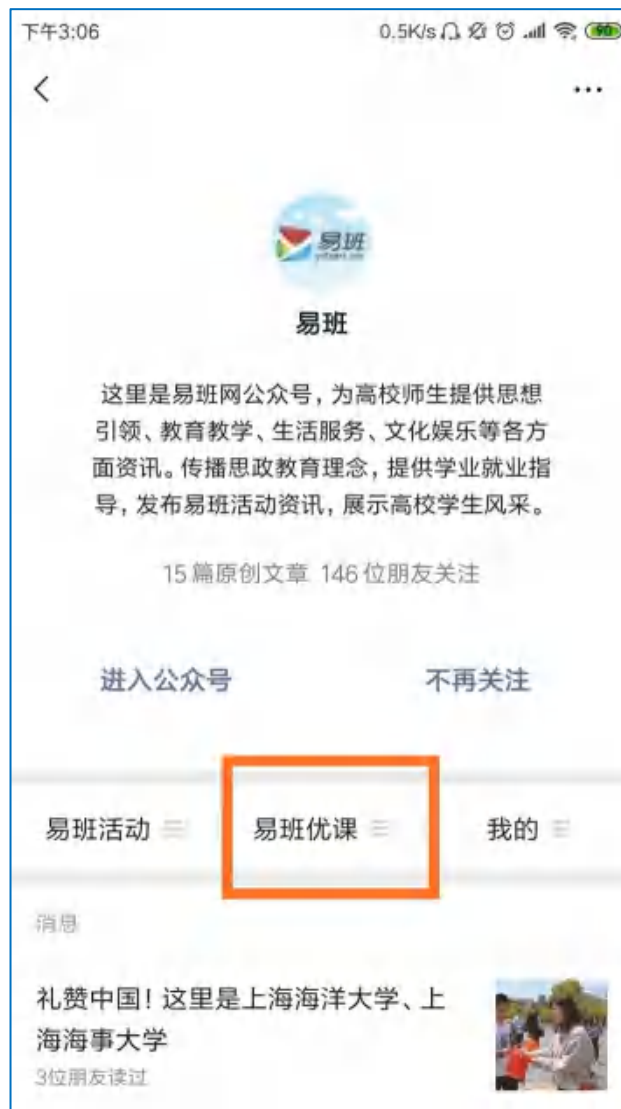 下午3:06 0.5K/s 90
易班
易班
这里是易班网公众号，为高校师生提供思想
引领、教育教学、生活服务、文化娱乐等各方
面资讯。传播思政教育理念，提供学业就业指
导，发布易班活动资讯，展示高校学生风采。
15篇原创文章 146位朋友关注
进入公众号 不再关注
易班活动 易班优课 我的
消息
礼赞中国！这里是上海海洋大学、上
海海事大学
3位朋友读过